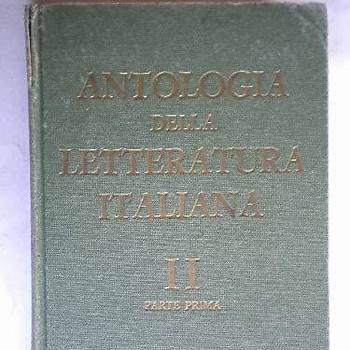 ANTOLOGIA
DELLA
LETTERATURA
ITALIANA
II
PARTE PRIMA